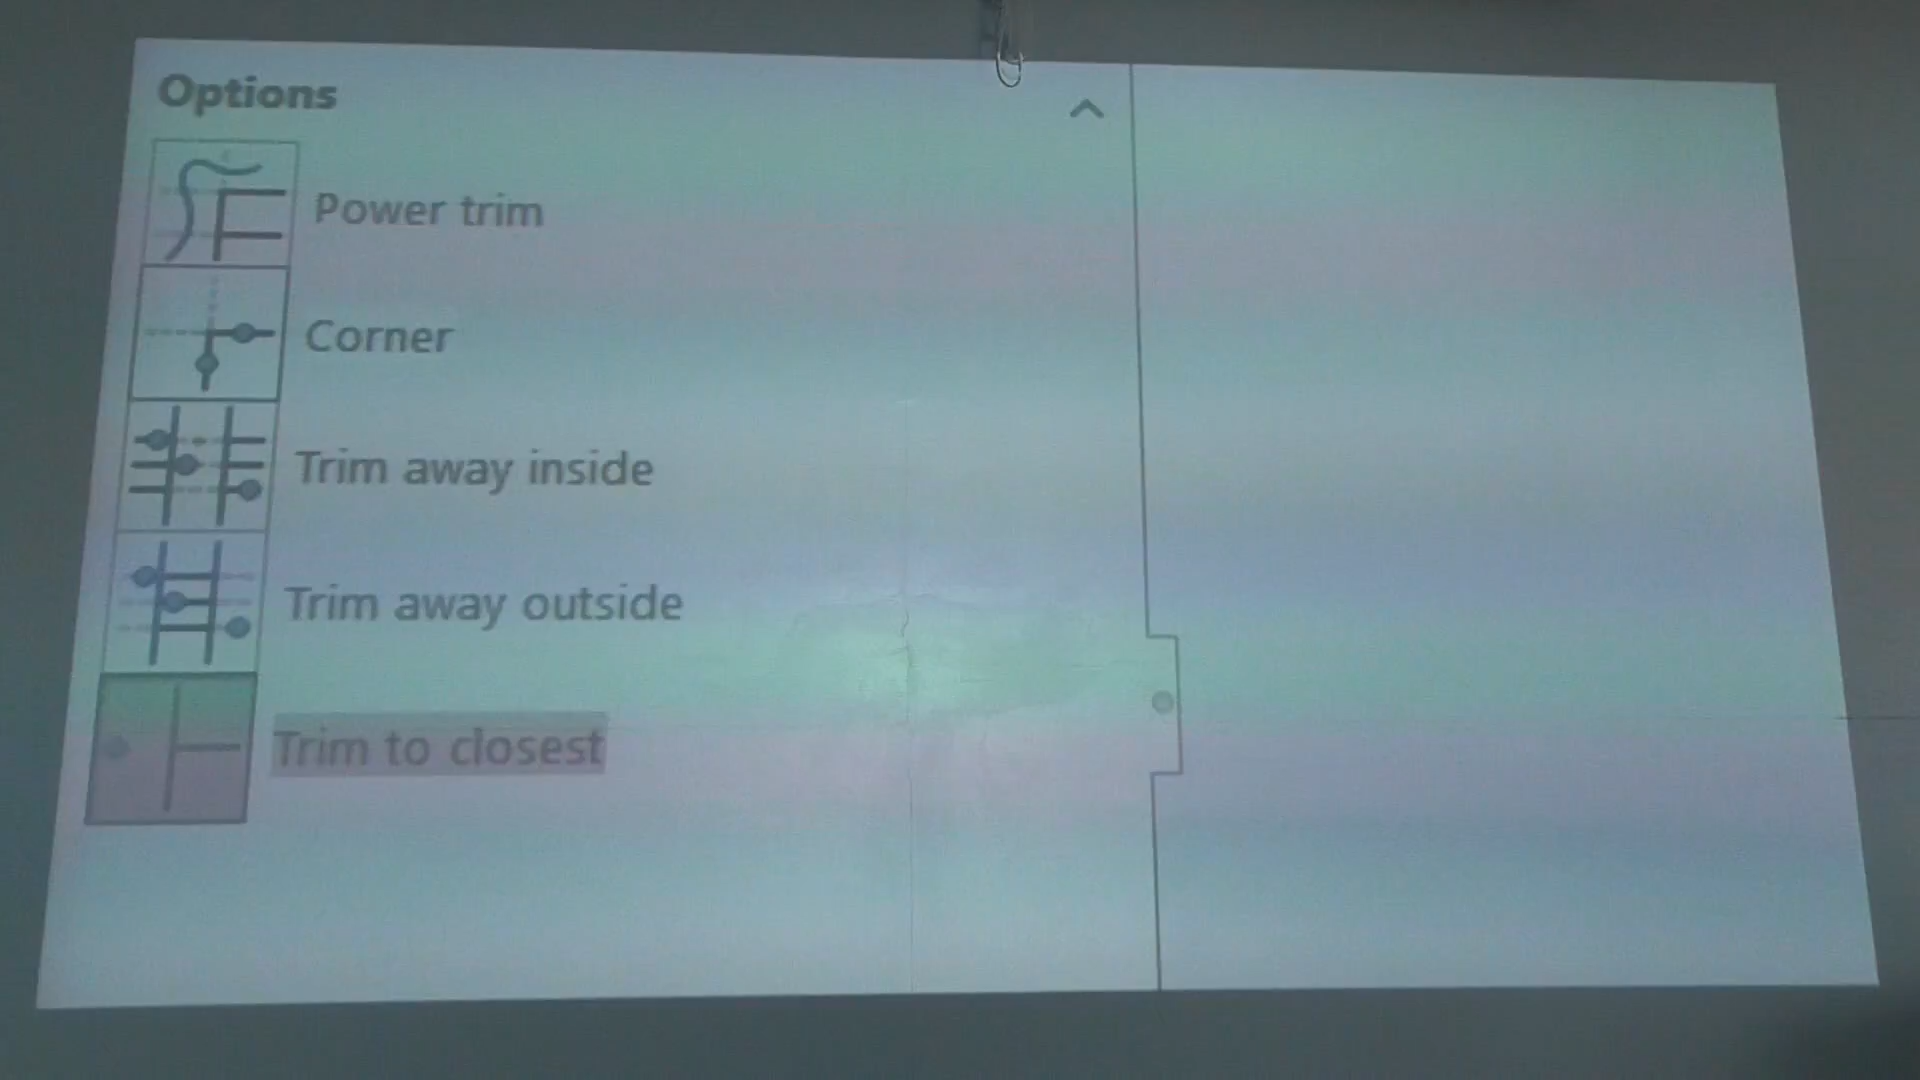 Options
Power trim
Corner
Trim away inside
Trim away outside
Trim to closest